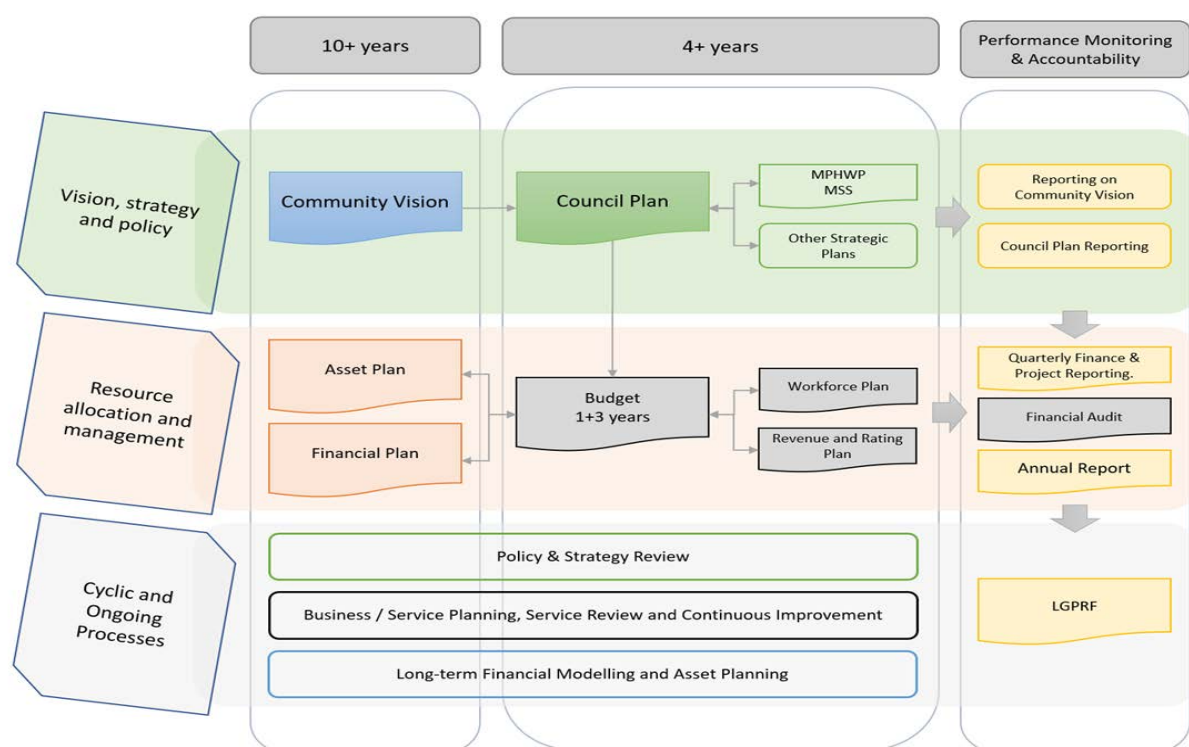 10+ years
4+ years
Performance Monitoring
& Accountability
Vision, strategy
and policy
Community Vision
Council Plan
MPHWP
MSS
Other Strategic
Plans
Reporting on
Community Vision
Council Plan Reporting
Resource
allocation and
management
Asset Plan
Financial Plan
Budget
1+3 years
Workforce Plan
Revenue and Rating
Plan
Quarterly Finance &
Project Reporting.
Financial Audit
Annual Report
Cyclic and
Ongoing
Processes
Policy & Strategy Review
Business / Service Planning, Service Review and Continuous Improvement
Long-term Financial Modelling and Asset Planning
LGPRF